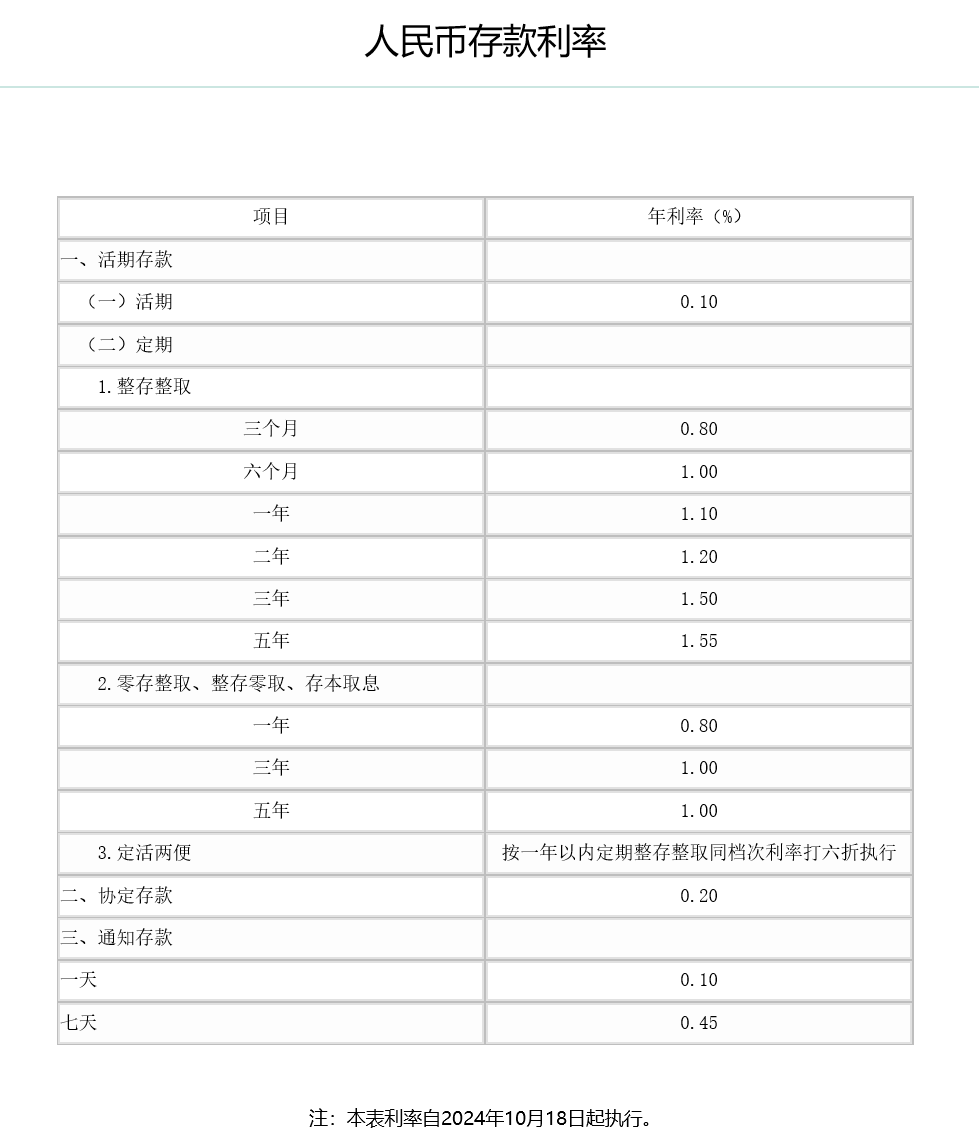 人民币存款利率
项目 年利率（%）
一、活期存款
（一）活期 0.10
（二）定期
1.整存整取
三个月 0.80
六个月 1.00
一年 1.10
二年 1.20
三年 1.50
五年 1.55
2.零存整取、整存零取、存本取息
一年 0.80
三年 1.00
五年 1.00
3.定活两便 按一年以内定期整存整取同档次利率打六折执行
二、协定存款 0.20
三、通知存款
一天 0.10
七天 0.45
注：本表利率自2024年10月18日起执行。